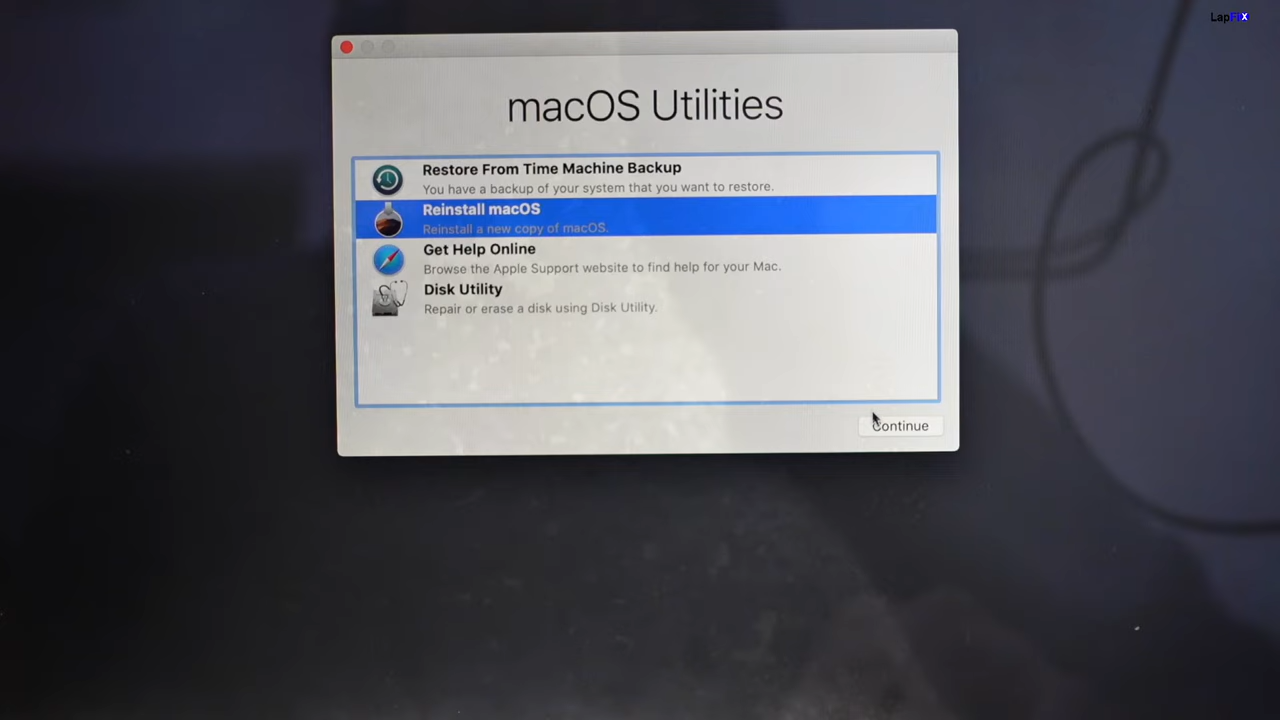 LapFiX
macOS Utilities
Restore From Time Machine Backup
You have a backup of your system that you want to restore.
Reinstall macOS
Reinstall a new copy of macOS.
Get Help Online
Browse the Apple Support website to find help for your Mac.
Disk Utility
Repair or erase a disk using Disk Utility.
Continue